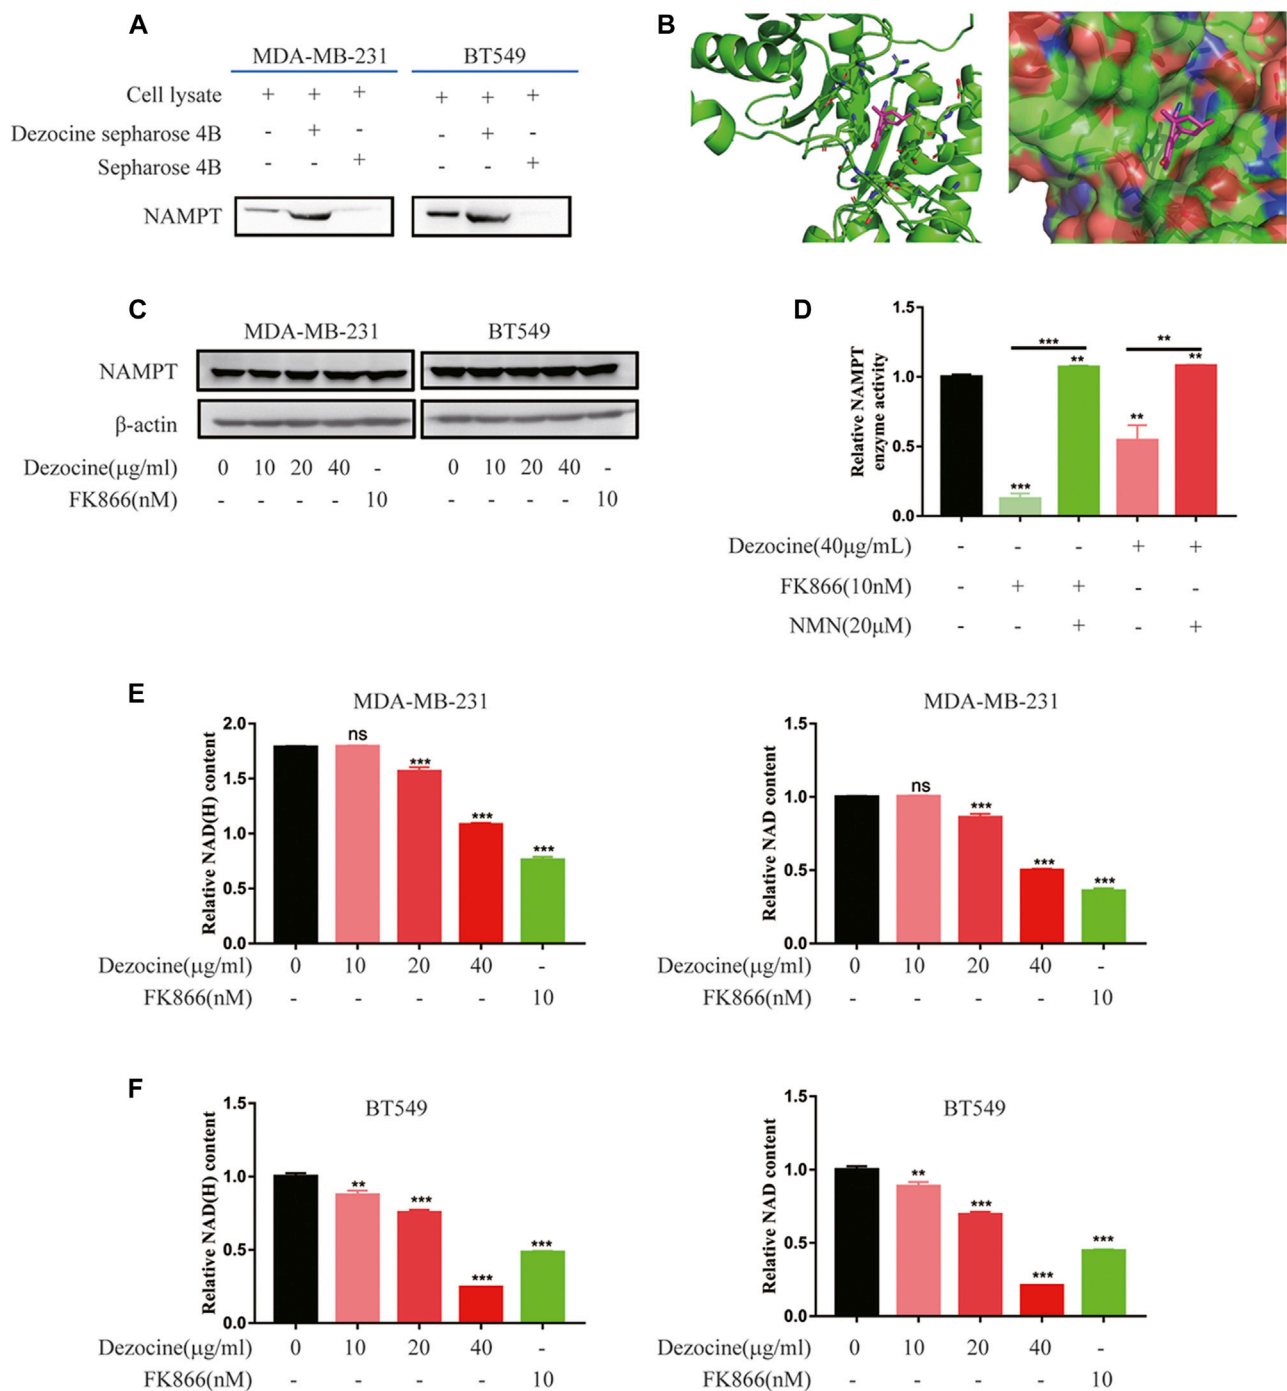 A
MDA-MB-231 BT549
Cell lysate + + + + + +
Dezocine sepharose 4B - + - - + -
Sepharose 4B - - + - - +
NAMPT
B
C
MDA-MB-231 BT549
NAMPT
β-actin
Dezocine(μg/ml) 0 10 20 40 - 0 10 20 40 -
FK866(nM) - - - - 10 - - - - 10
D
Relative NAMPT
enzyme activity
1.5
1.0
0.5
0.0
*** **
*** ** ** **
Dezocine(40μg/mL) - - - + +
FK866(10nM) - + + - -
NMN(20μM) - - + - +
E
MDA-MB-231
Relative NAD(H) content
2.0
1.5
1.0
0.5
0.0
ns *** *** ***
Dezocine(μg/ml) 0 10 20 40 -
FK866(nM) - - - - 10
MDA-MB-231
Relative NAD content
1.5
1.0
0.5
0.0
ns *** *** ***
Dezocine(μg/ml) 0 10 20 40 -
FK866(nM) - - - - 10
F
BT549
Relative NAD(H) content
1.5
1.0
0.5
0.0
** *** *** ***
Dezocine(μg/ml) 0 10 20 40 -
FK866(nM) - - - - 10
BT549
Relative NAD content
1.5
1.0
0.5
0.0
** *** *** ***
Dezocine(μg/ml) 0 10 20 40 -
FK866(nM) - - - - 10